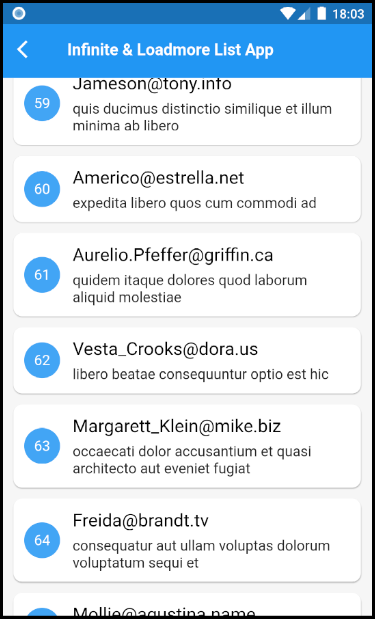 18:03
Infinite & Loadmore List App
Jameson@tony.info
59
quis ducimus distinctio similique et illum
minima ab libero
Americo@estrella.net
60
expedita libero quos cum commodi ad
Aurelio.Pfeffer@griffin.ca
61
quidem itaque dolores quod laborum
aliquid molestiae
Vesta_Crooks@dora.us
62
libero beatae consequuntur optio est hic
Margarett_Klein@mike.biz
63
occaecati dolor accusantium et quasi
architecto aut eveniet fugiat
Freida@brandt.tv
64
consequatur aut ullam voluptas dolorum
voluptatum sequi et
Mollie@agustina.name